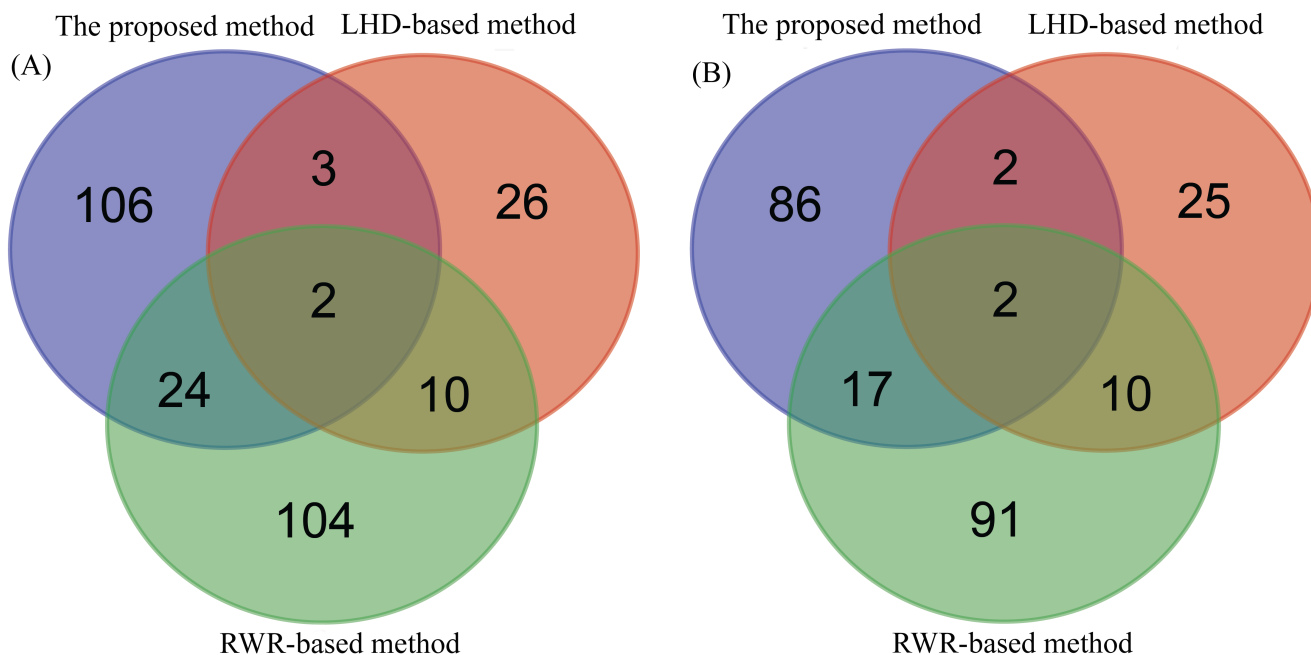 The proposed method LHD-based method
(A)
3
106
26
2
24
10
104
RWR-based method
The proposed method LHD-based method
(B)
2
86
25
2
17
10
91
RWR-based method